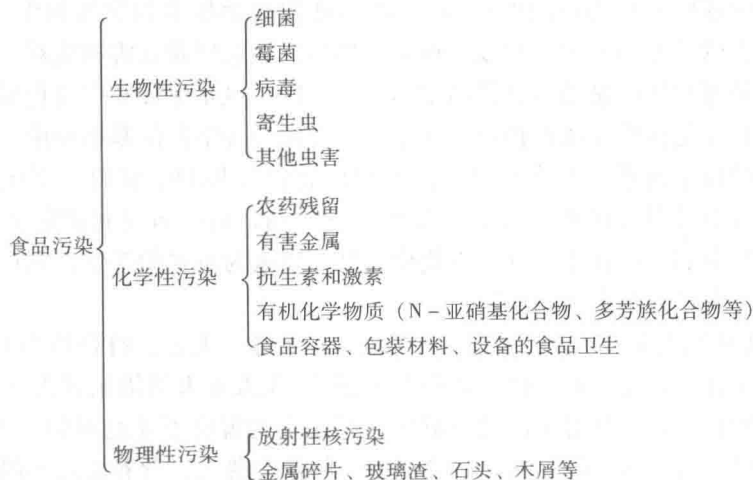 细菌
霉菌
生物性污染
病毒
寄生虫
其他虫害
农药残留
有害金属
食品污染
化学性污染
抗生素和激素
有机化学物质（N－亚硝基化合物、多芳族化合物等）
食品容器、包装材料、设备的食品卫生
物理性污染
放射性核污染
金属碎片、玻璃渣、石头、木屑等